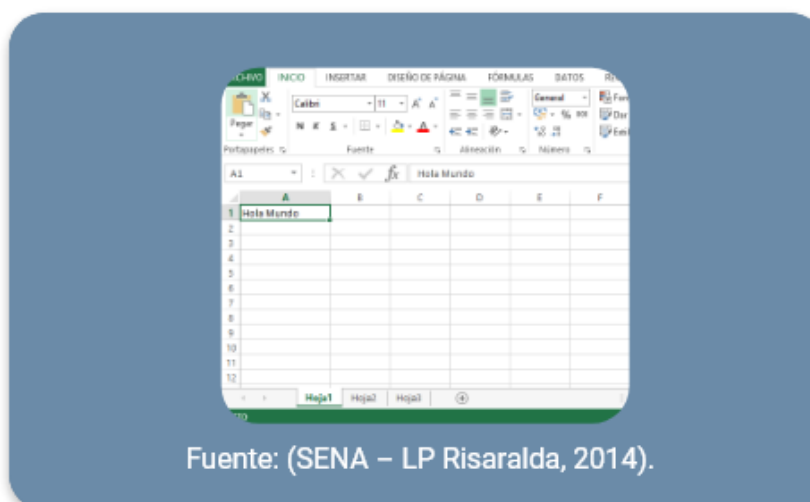 INICIO INSERTAR DISEÑO DE PÁGINA FÓRMULAS DATOS
Calibri 11 A A General
Pegar N K S A % 000
Portapapeles Fuente Alineación Número
A1 fx Hola Mundo
A B C D E F
1 Hola Mundo
2
3
4
5
6
7
8
9
10
11
12
Hoja1 Hoja2 Hoja3
Fuente: (SENA – LP Risaralda, 2014).